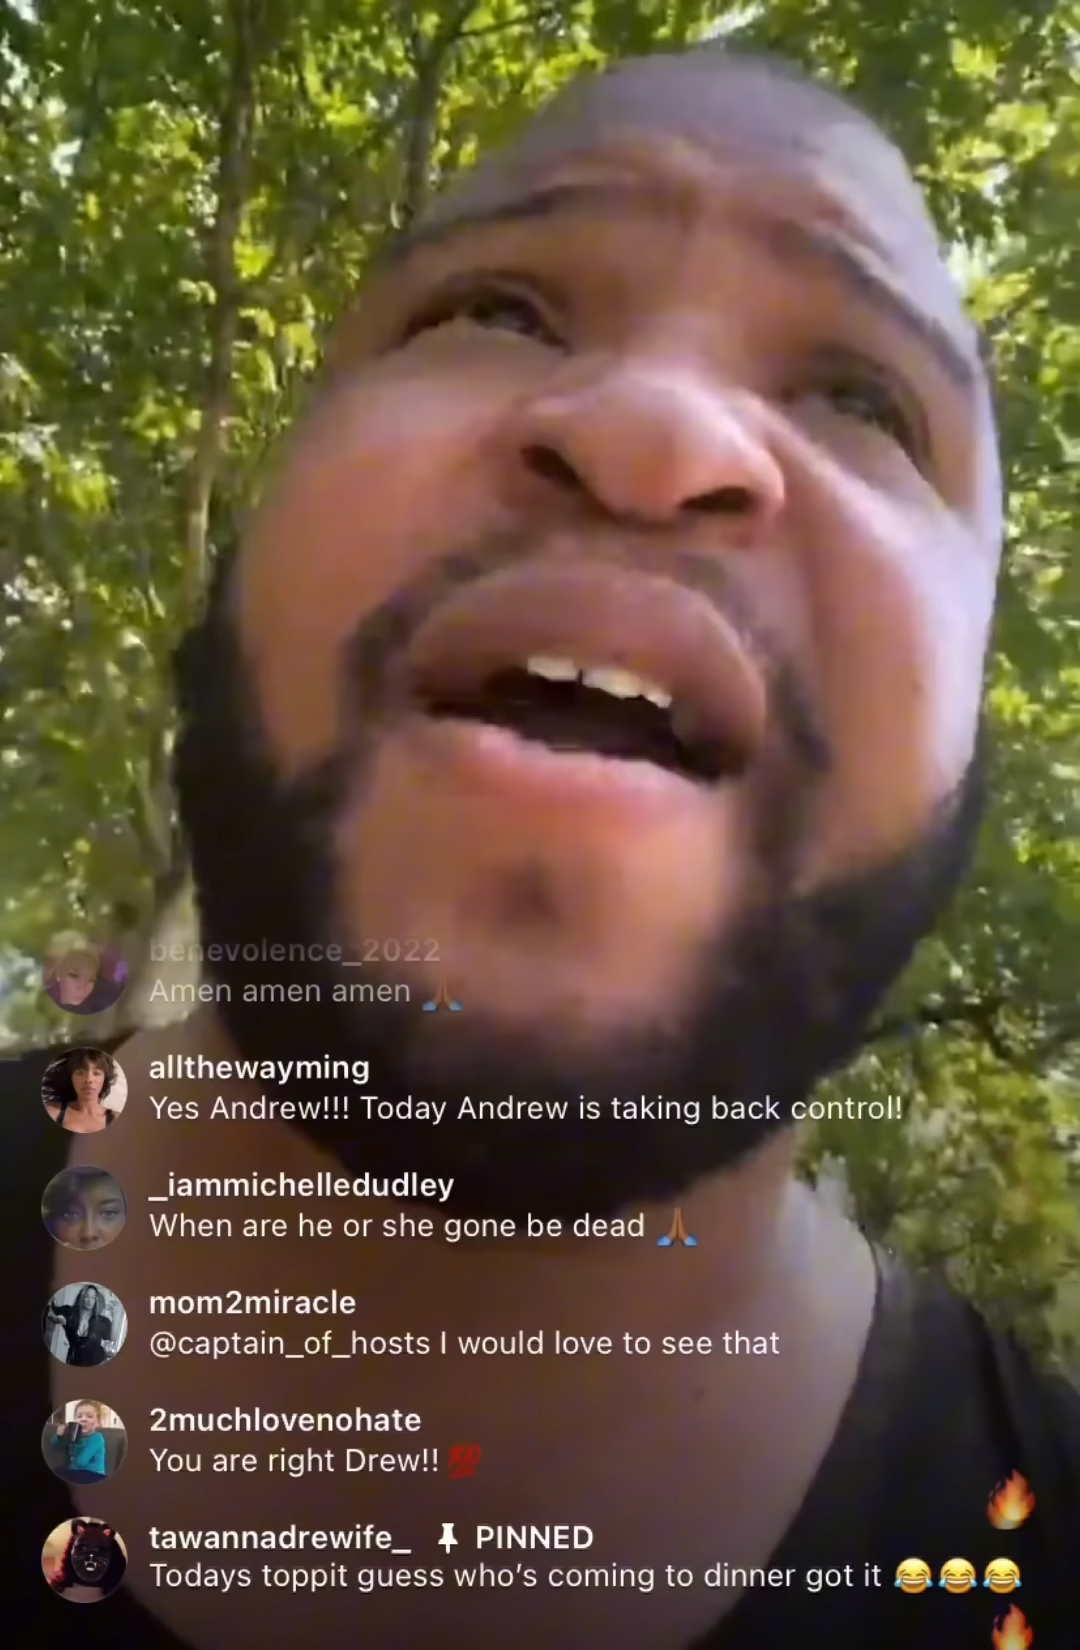 benevolence_2022
Amen amen amen 🙏🏾
allthewayming
Yes Andrew!!! Today Andrew is taking back control!
_iammichelledudley
When are he or she gone be dead 🙏🏾
mom2miracle
@captain_of_hosts I would love to see that
2muchlovenohate
You are right Drew!! 💯
tawannadrewife_ 📌 PINNED
Todays toppit guess who’s coming to dinner got it 😂😂😂